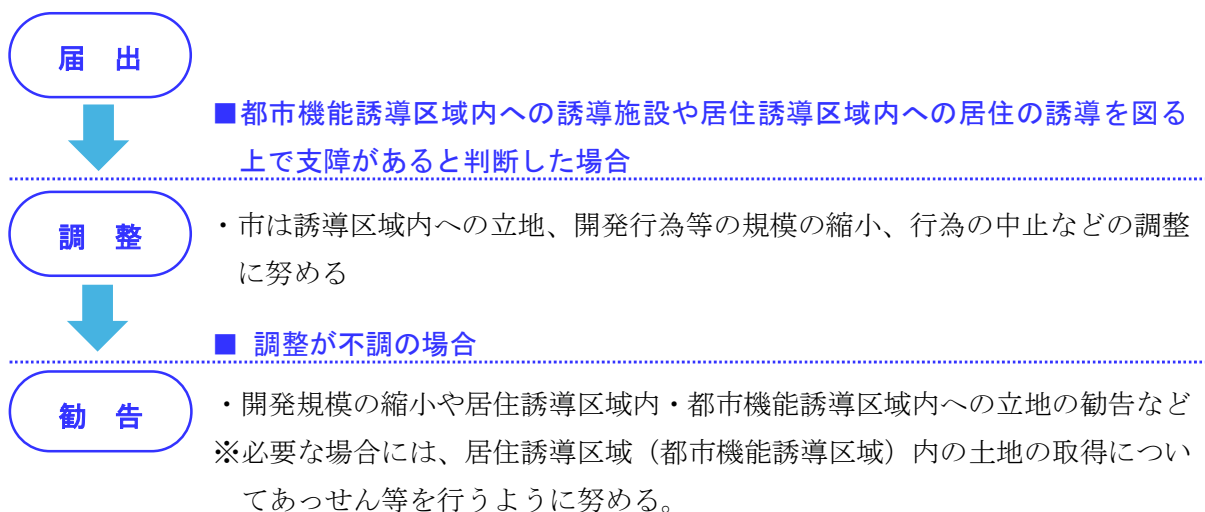 届 出
■都市機能誘導区域内への誘導施設や居住誘導区域内への居住の誘導を図る
上で支障があると判断した場合
調 整
・市は誘導区域内への立地、開発行為等の規模の縮小、行為の中止などの調整
に努める
■ 調整が不調の場合
勧 告
・開発規模の縮小や居住誘導区域内・都市機能誘導区域内への立地の勧告など
※必要な場合には、居住誘導区域（都市機能誘導区域）内の土地の取得につい
てあっせん等を行うように努める。